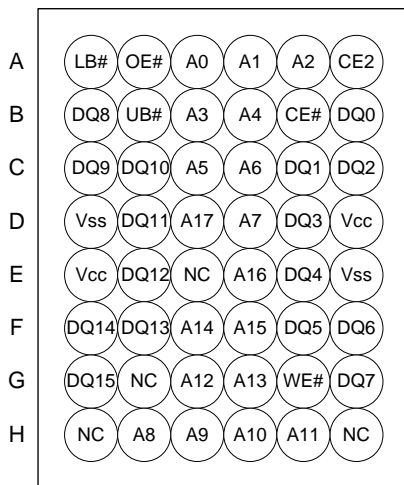 A LB# OE# A0 A1 A2 CE2
B DQ8 UB# A3 A4 CE# DQ0
C DQ9 DQ10 A5 A6 DQ1 DQ2
D Vss DQ11 A17 A7 DQ3 Vcc
E Vcc DQ12 NC A16 DQ4 Vss
F DQ14 DQ13 A14 A15 DQ5 DQ6
G DQ15 NC A12 A13 WE# DQ7
H NC A8 A9 A10 A11 NC